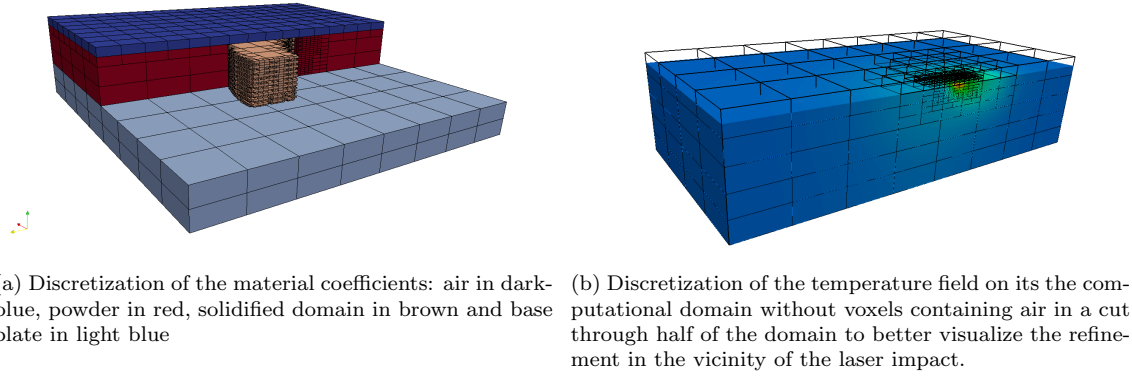 a) Discretization of the material coefficients: air in dark-
blue, powder in red, solidified domain in brown and base
plate in light blue
(b) Discretization of the temperature field on its the com-
putational domain without voxels containing air in a cut
through half of the domain to better visualize the refine-
ment in the vicinity of the laser impact.